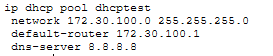 ip dhcp pool dhcptest
network 172.30.100.0 255.255.255.0
default-router 172.30.100.1
dns-server 8.8.8.8